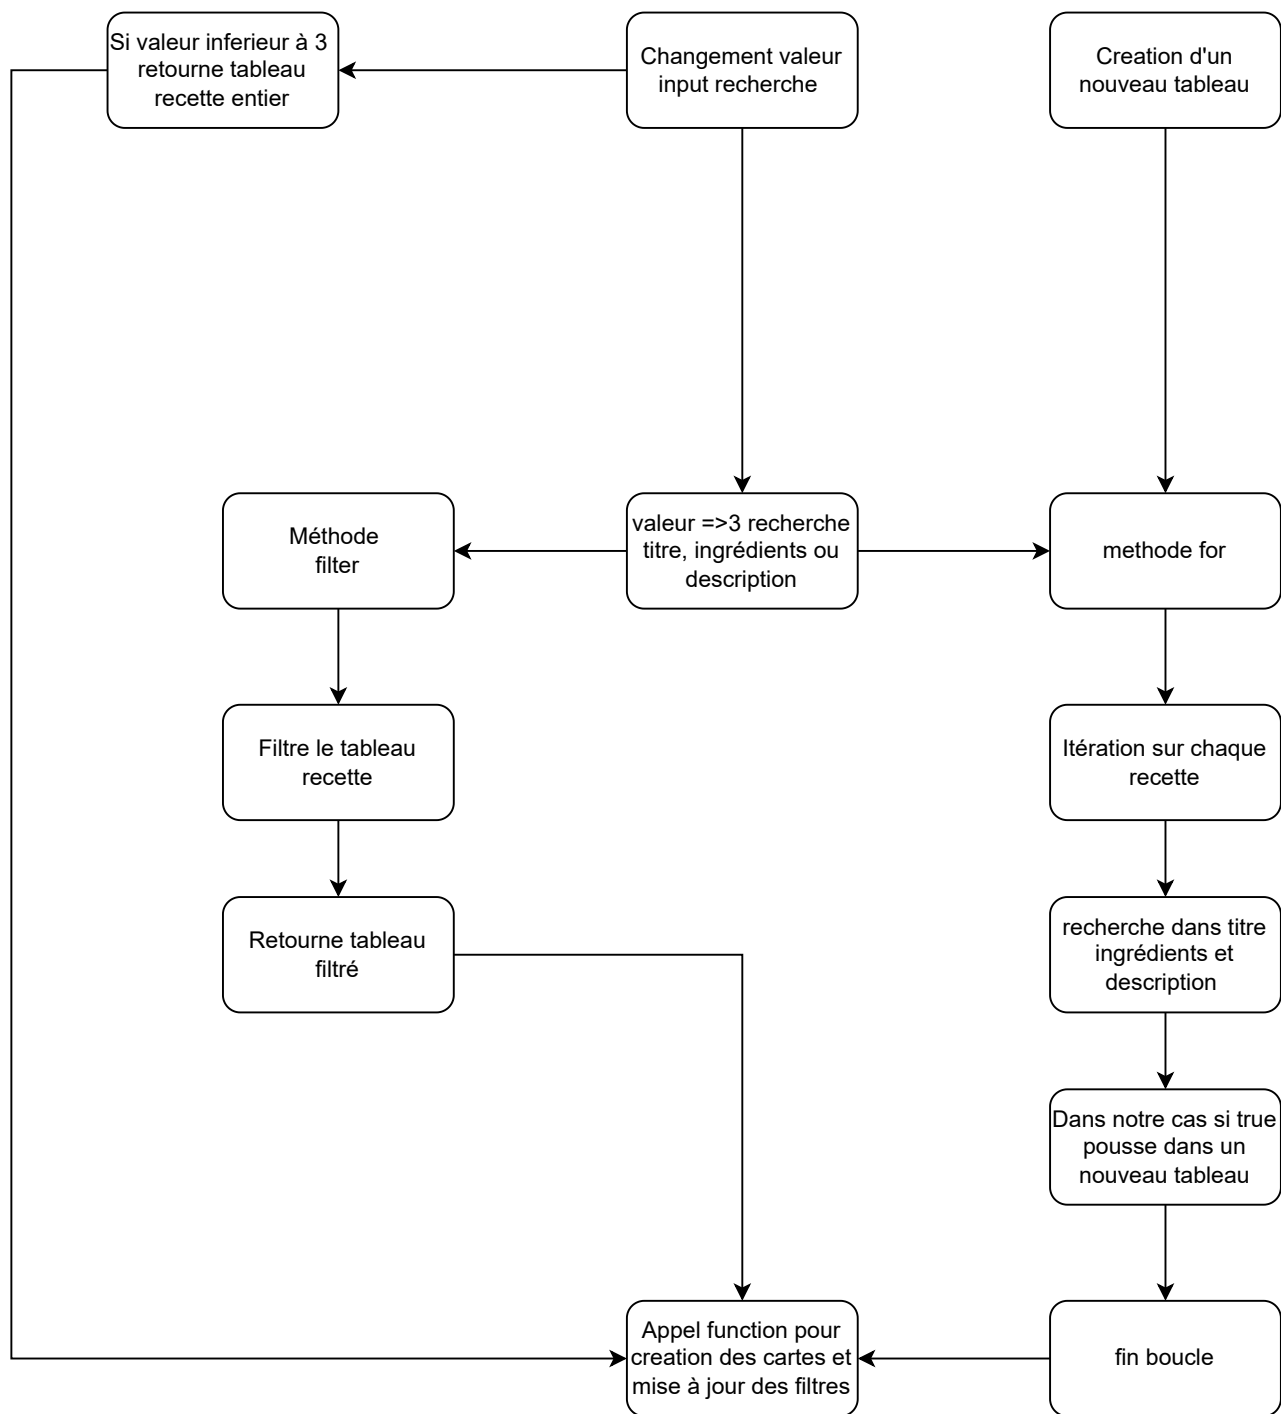 Si valeur inferieur à 3
retourne tableau
recette entier
Changement valeur
input recherche
Creation d'un
nouveau tableau
Méthode
filter
valeur =>3 recherche
titre, ingrédients ou
description
methode for
Filtre le tableau
recette
Itération sur chaque
recette
Retourne tableau
filtré
recherche dans titre
ingrédients et
description
Dans notre cas si true
pousse dans un
nouveau tableau
Appel function pour
creation des cartes et
mise à jour des filtres
fin boucle